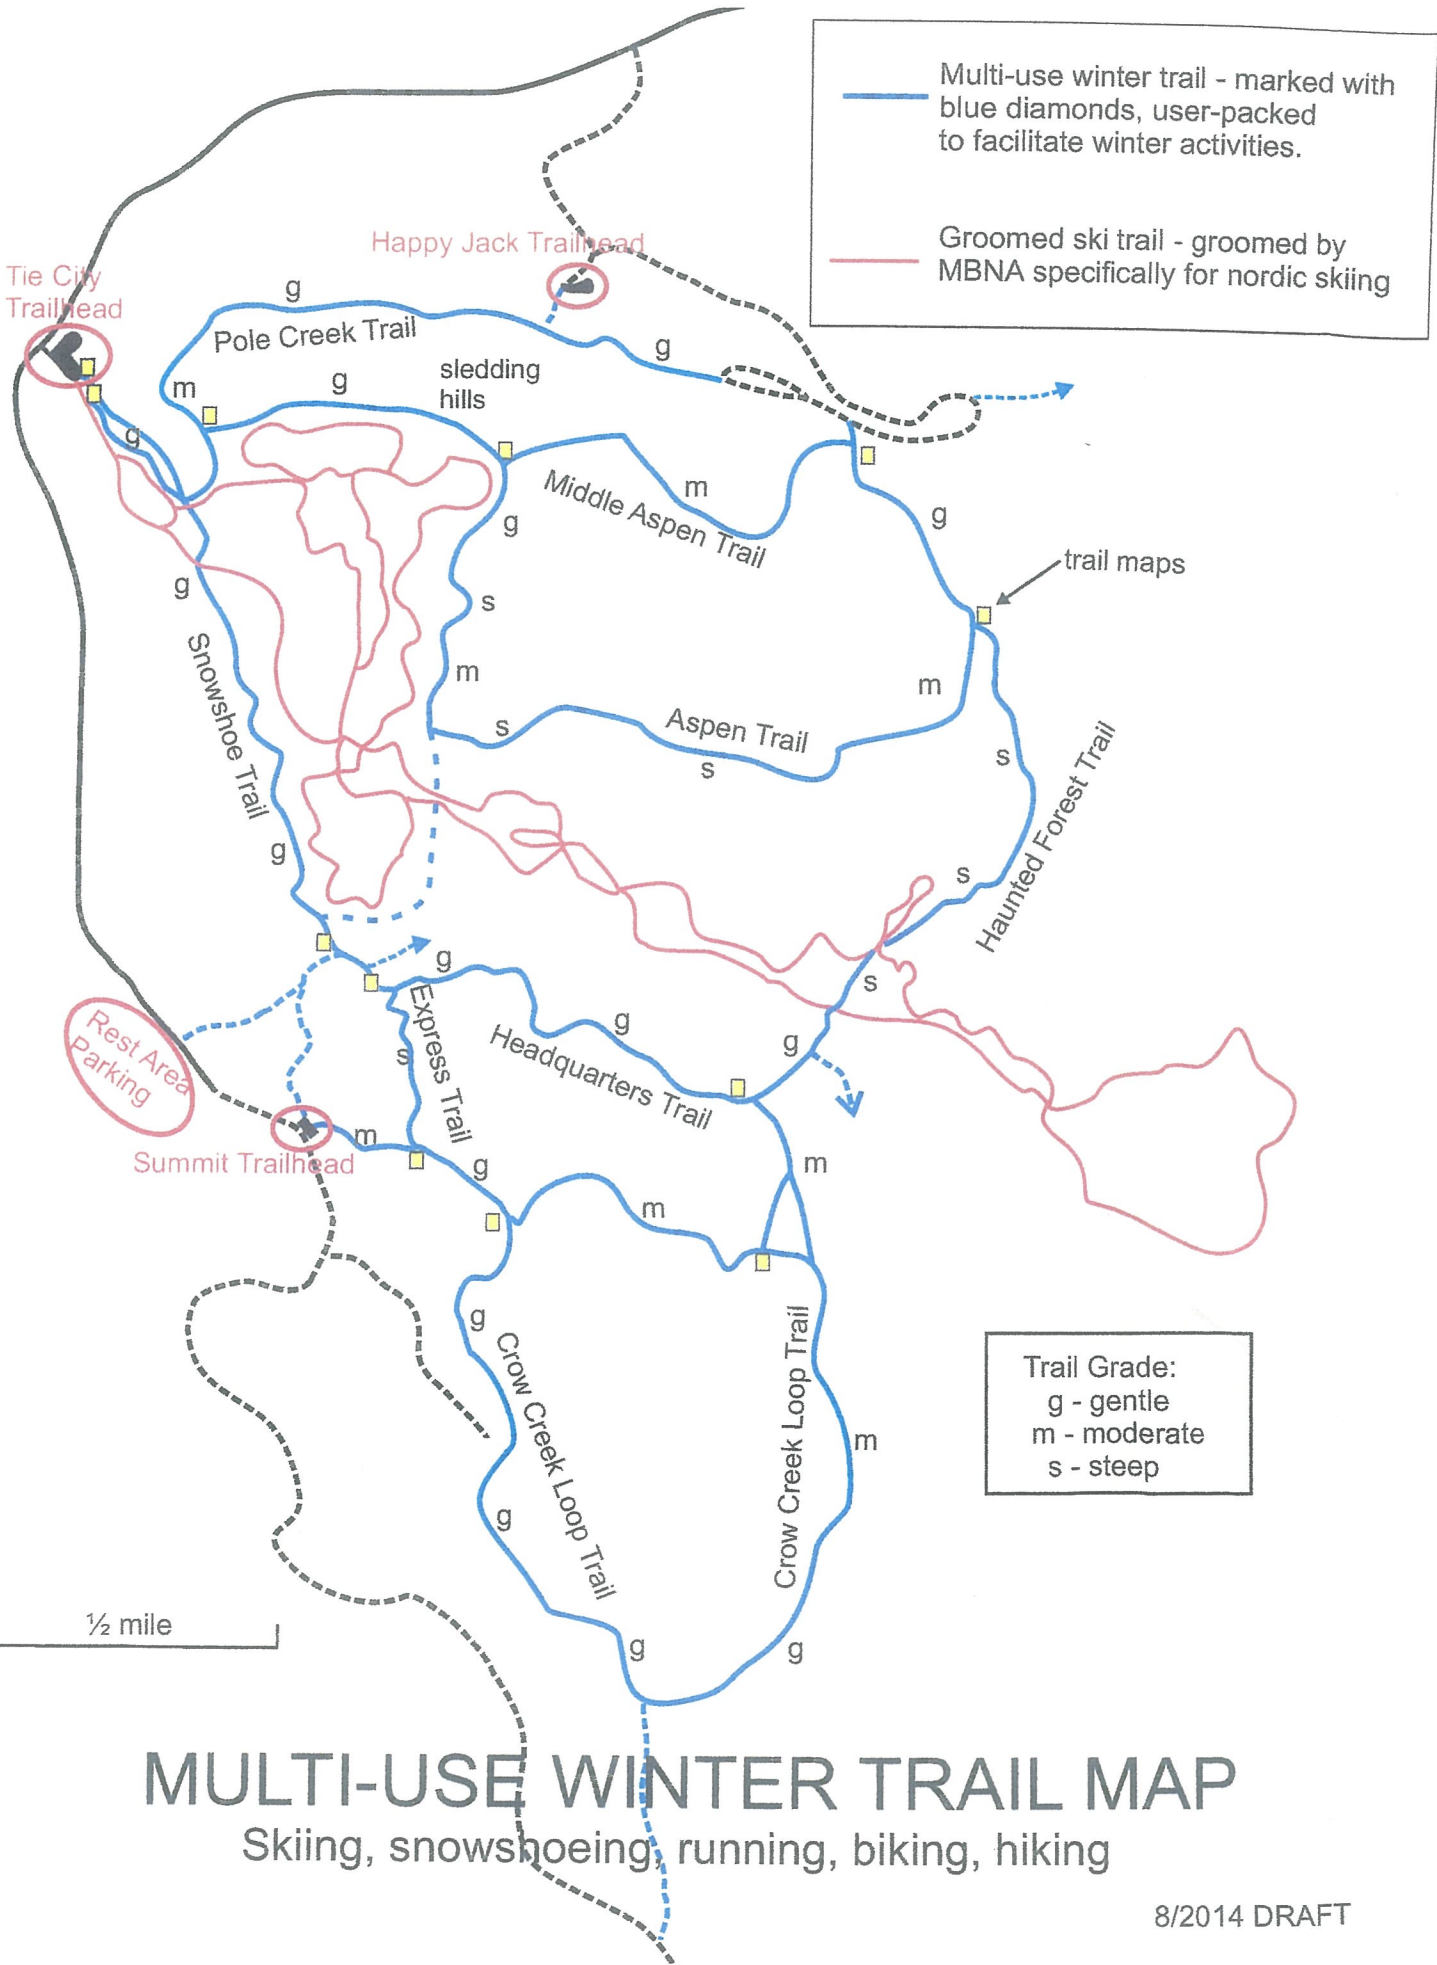 Multi-use winter trail - marked with
blue diamonds, user-packed
to facilitate winter activities.
Groomed ski trail - groomed by
MBNA specifically for nordic skiing
Happy Jack Trailhead
Tie City
Trailhead
g
Pole Creek Trail
g
sledding
hills
m
g
g
Middle Aspen Trail
m
g
g
trail maps
g
s
Snowshoe Trail
m
m
s
Aspen Trail
s
s
Haunted Forest Trail
g
s
g
s
Express Trail
s
g
Headquarters Trail
g
Rest Area
Parking
m
Summit Trailhead
g
m
m
g
Crow Creek Loop Trail
Crow Creek Loop Trail
m
g
g
g
Trail Grade:
g - gentle
m - moderate
s - steep
½ mile
MULTI-USE WINTER TRAIL MAP
Skiing, snowshoeing, running, biking, hiking
8/2014 DRAFT